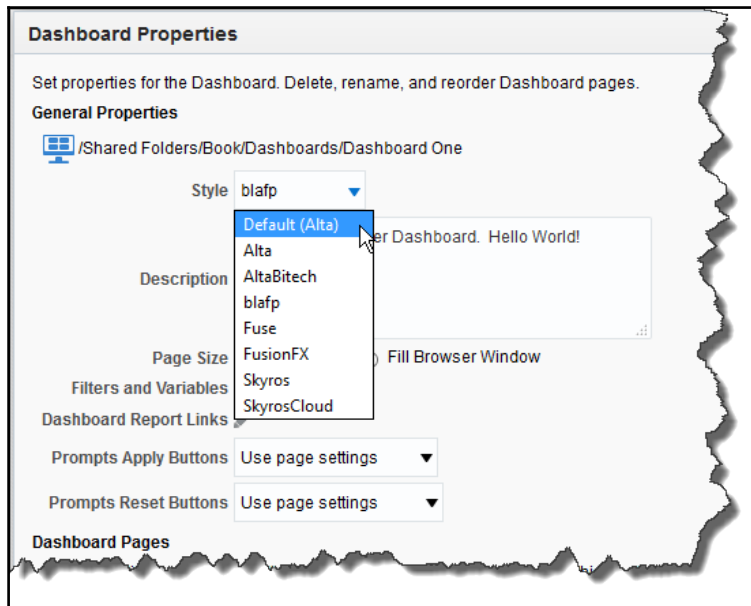 Dashboard Properties
Set properties for the Dashboard. Delete, rename, and reorder Dashboard pages.
General Properties
/Shared Folders/Book/Dashboards/Dashboard One
Style blafp
Default (Alta)
er Dashboard. Hello World!
Alta
Description AltaBitech
blafp
Fuse
Page Size FusionFX Fill Browser Window
Filters and Variables Skyros
Dashboard Report Links SkyrosCloud
Prompts Apply Buttons Use page settings
Prompts Reset Buttons Use page settings
Dashboard Pages